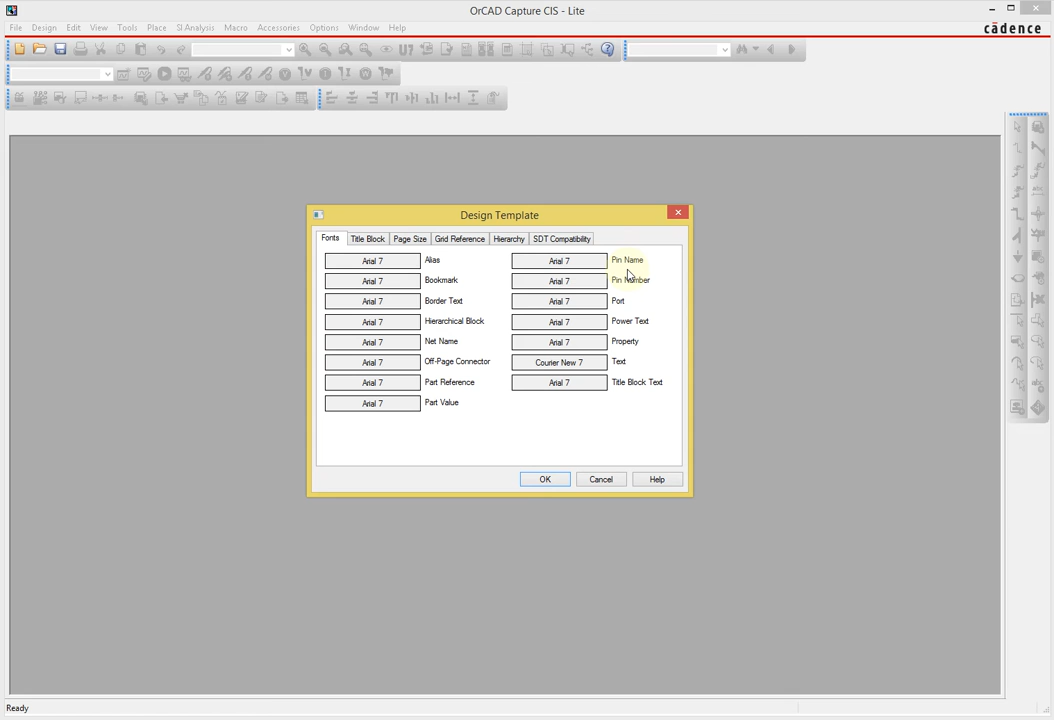 OrCAD Capture CIS - Lite
File Design Edit View Tools Place SI Analysis Macro Accessories Options Window Help
cādence
Design Template
Fonts Title Block Page Size Grid Reference Hierarchy SDT Compatibility
Arial 7 Alias Arial 7 Pin Name
Arial 7 Bookmark Arial 7 Pin Number
Arial 7 Border Text Arial 7 Port
Arial 7 Hierarchical Block Arial 7 Power Text
Arial 7 Net Name Arial 7 Property
Arial 7 Off-Page Connector Courier New 7 Text
Arial 7 Part Reference Arial 7 Title Block Text
Arial 7 Part Value
OK Cancel Help
Ready